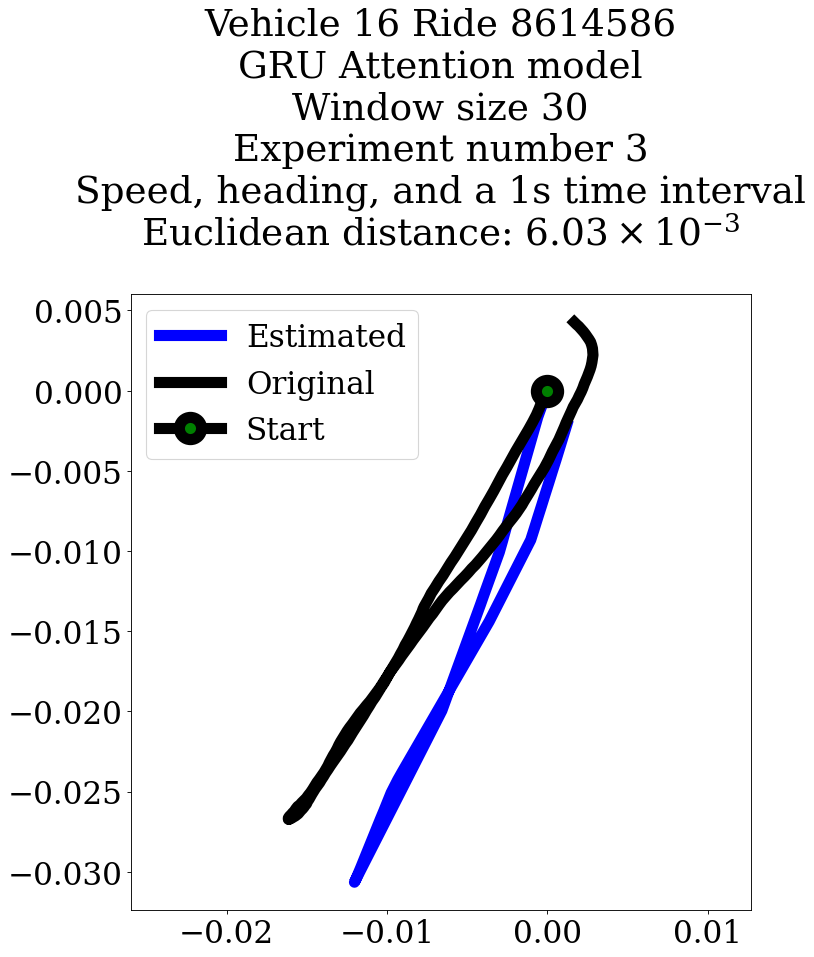 Vehicle 16 Ride 8614586
GRU Attention model
Window size 30
Experiment number 3
Speed, heading, and a 1s time interval
Euclidean distance: 6.03 × 10⁻³
0.005
0.000
−0.005
−0.010
−0.015
−0.020
−0.025
−0.030
Estimated
Original
Start
−0.02
−0.01
0.00
0.01